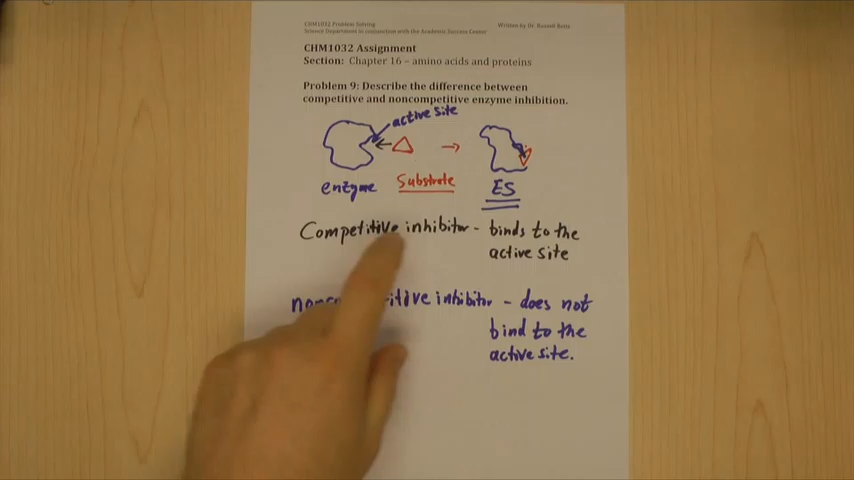 CHM1032 Problem Solving Written by Dr. Russell Betty
Science Department in conjunction with the Academic Success Center
CHM1032 Assignment
Section: Chapter 16 – amino acids and proteins
Problem 9: Describe the difference between
competitive and noncompetitive enzyme inhibition.
active site
enzyme Substrate ES
Competitive inhibitor - binds to the
active site
inhibitor - does not
bind to the
active site.